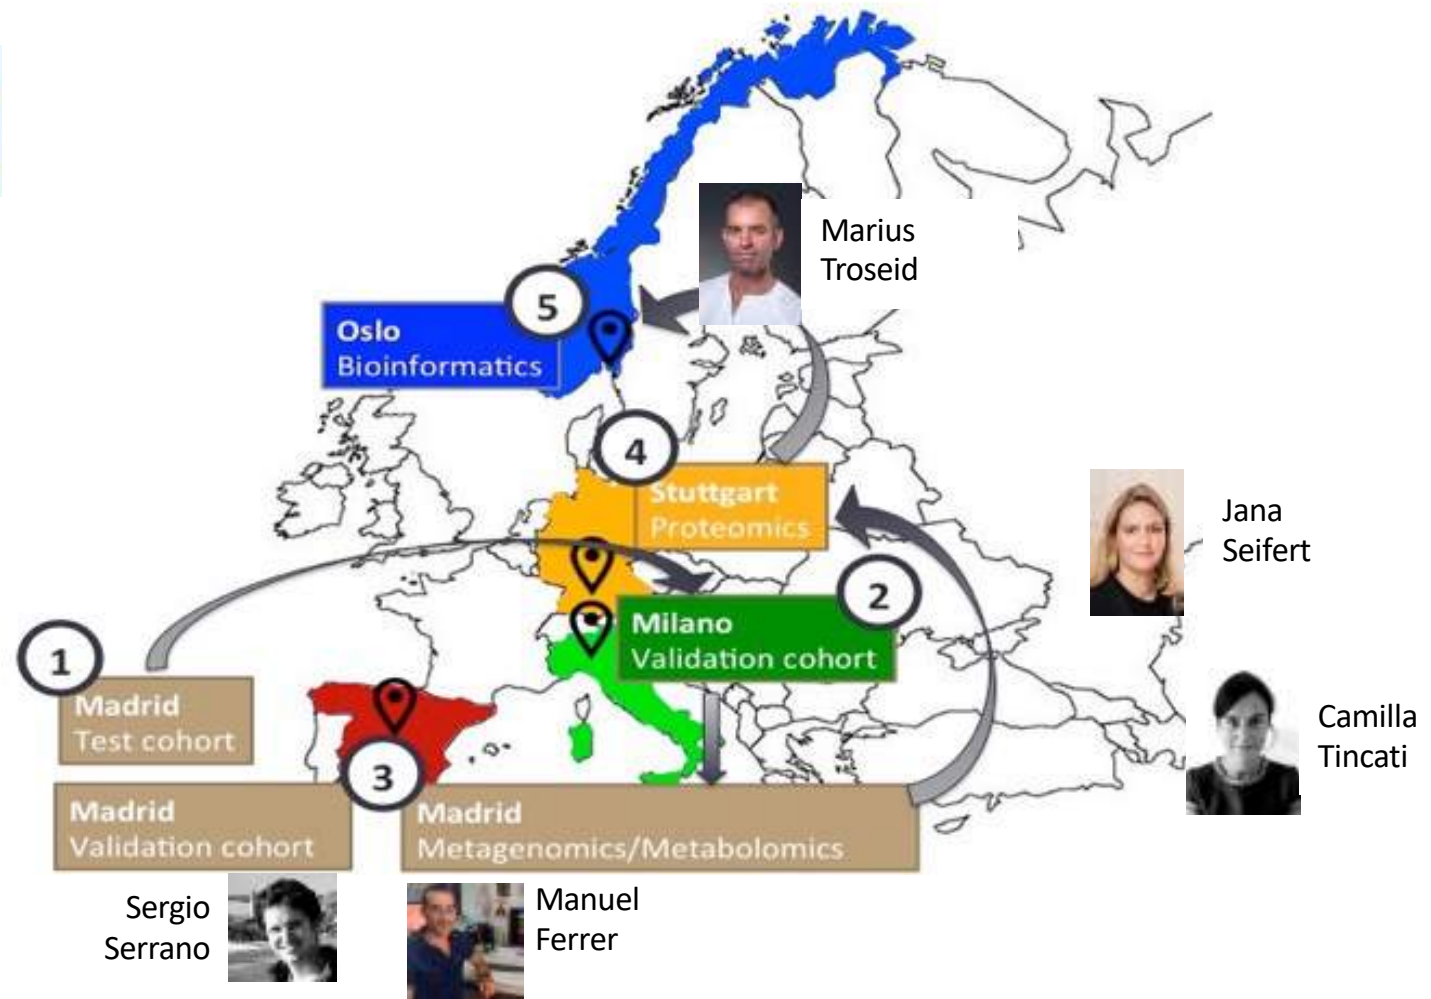 Marius
Troseid
5
Oslo
Bioinformatics
4
Stuttgart
Proteomics
Jana
Seifert
2
Milano
Validation cohort
1
Madrid
Test cohort
Camilla
Tincati
3
Madrid
Validation cohort
Madrid
Metagenomics/Metabolomics
Sergio
Serrano
Manuel
Ferrer